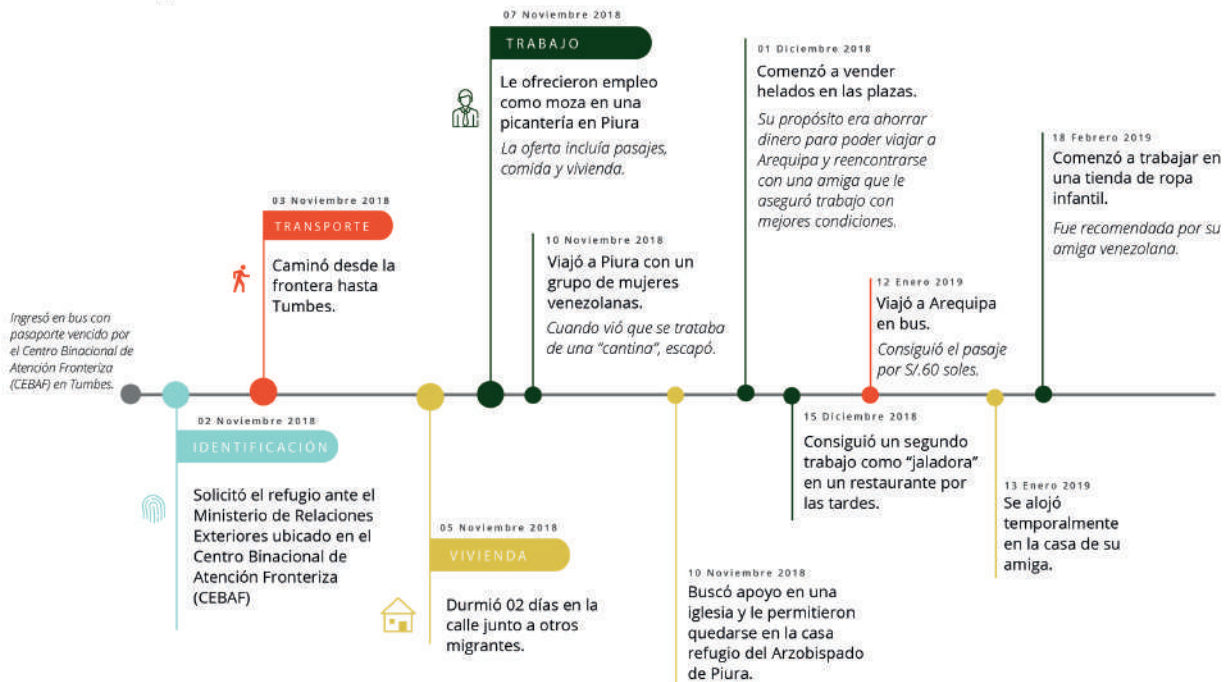 Ingresó en bus con
pasaporte vencido por
el Centro Binacional de
Atención Fronteriza
(CEBAF) en Tumbes.
02 Noviembre 2018
IDENTIFICACIÓN
Solicitó el refugio ante el
Ministerio de Relaciones
Exteriores ubicado en el
Centro Binacional de
Atención Fronteriza
(CEBAF)
03 Noviembre 2018
TRANSPORTE
Caminó desde la
frontera hasta
Tumbes.
05 Noviembre 2018
VIVIENDA
Durmió 02 días en la
calle junto a otros
migrantes.
07 Noviembre 2018
TRABAJO
Le ofrecieron empleo
como moza en una
picantería en Piura
La oferta incluía pasajes,
comida y vivienda.
10 Noviembre 2018
Viajó a Piura con un
grupo de mujeres
venezolanas.
Cuando vió que se trataba
de una "cantina", escapó.
10 Noviembre 2018
Buscó apoyo en una
iglesia y le permitieron
quedarse en la casa
refugio del Arzobispado
de Piura.
01 Diciembre 2018
Comenzó a vender
helados en las plazas.
Su propósito era ahorrar
dinero para poder viajar a
Arequipa y reencontrarse
con una amiga que le
aseguró trabajo con
mejores condiciones.
15 Diciembre 2018
Consiguió un segundo
trabajo como "jaladora"
en un restaurante por
las tardes.
12 Enero 2019
Viajó a Arequipa
en bus.
Consiguió el pasaje
por S/.60 soles.
13 Enero 2019
Se alojó
temporalmente
en la casa de su
amiga.
18 Febrero 2019
Comenzó a trabajar en
una tienda de ropa
infantil.
Fue recomendada por su
amiga venezolana.